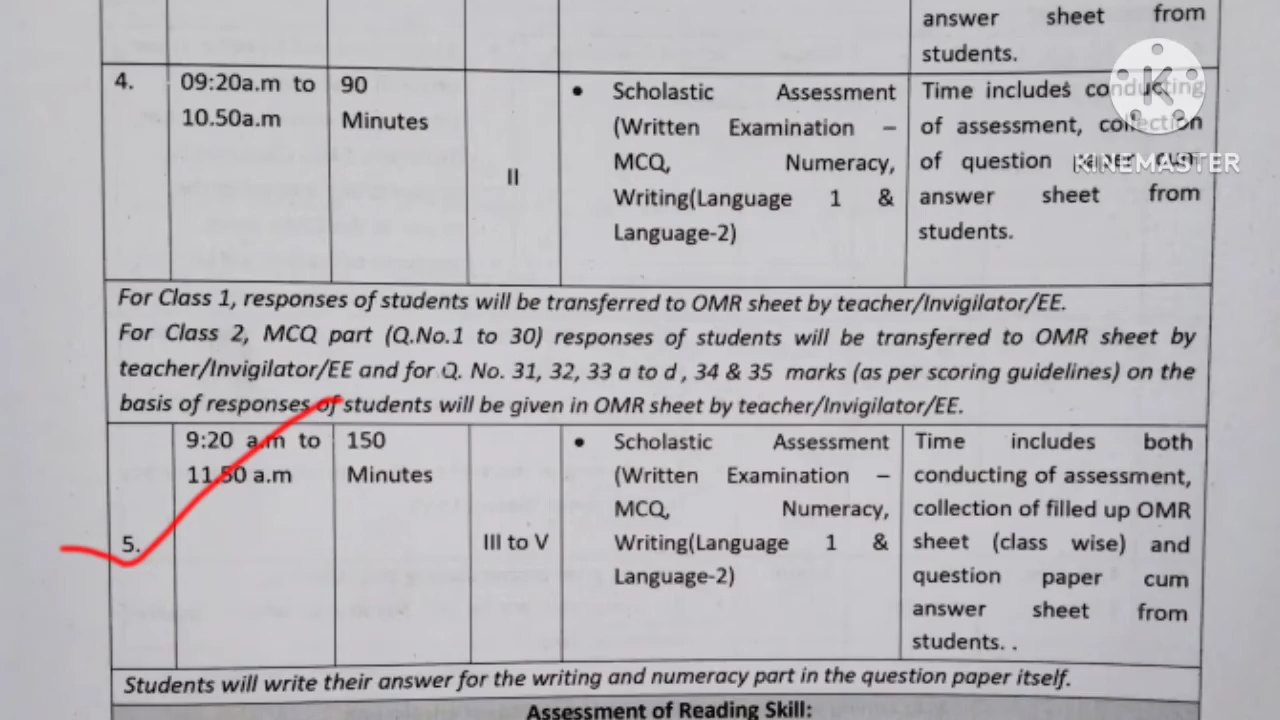 answer sheet from
students.
4.
09:20a.m to
10.50a.m
90
Minutes
II
• Scholastic Assessment
(Written Examination –
MCQ, Numeracy,
Writing(Language 1 &
Language-2)
Time includes conducting
of assessment, collection
of question paper cum
answer sheet from
students.
KINEMASTER
For Class 1, responses of students will be transferred to OMR sheet by teacher/Invigilator/EE.
For Class 2, MCQ part (Q.No.1 to 30) responses of students will be transferred to OMR sheet by
teacher/Invigilator/EE and for Q. No. 31, 32, 33 a to d , 34 & 35 marks (as per scoring guidelines) on the
basis of responses of students will be given in OMR sheet by teacher/Invigilator/EE.
5.
9:20 a.m to
11.50 a.m
150
Minutes
III to V
• Scholastic Assessment
(Written Examination –
MCQ, Numeracy,
Writing(Language 1 &
Language-2)
Time includes both
conducting of assessment,
collection of filled up OMR
sheet (class wise) and
question paper cum
answer sheet from
students. .
Students will write their answer for the writing and numeracy part in the question paper itself.
Assessment of Reading Skill: